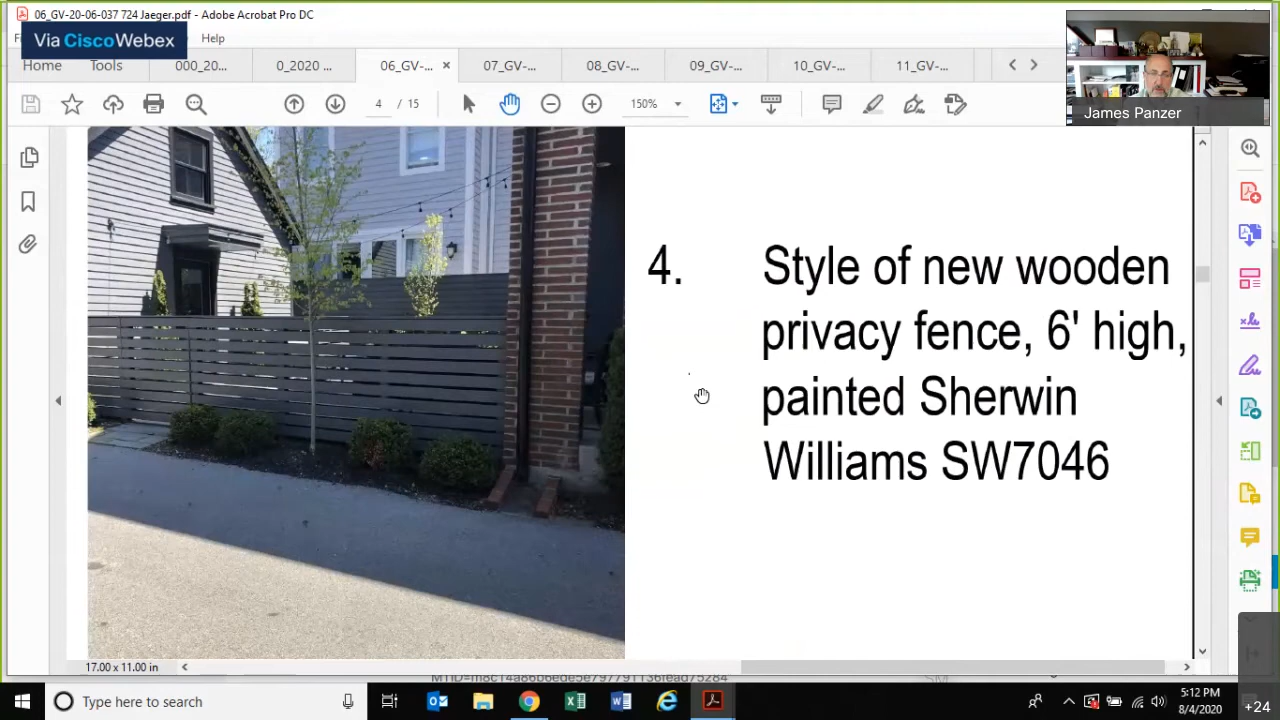 06_GV-20-06-037 724 Jaeger.pdf - Adobe Acrobat Pro DC
Via Cisco Webex
Help
Home
Tools
000_20...
0_2020 ...
06_GV-...
07_GV-...
08_GV-...
09_GV-...
10_GV-...
11_GV-...
4 / 15
150%
James Panzer
4. Style of new wooden
privacy fence, 6' high,
painted Sherwin
Williams SW7046
17.00 x 11.00 in
Type here to search
5:12 PM
8/4/2020
+24